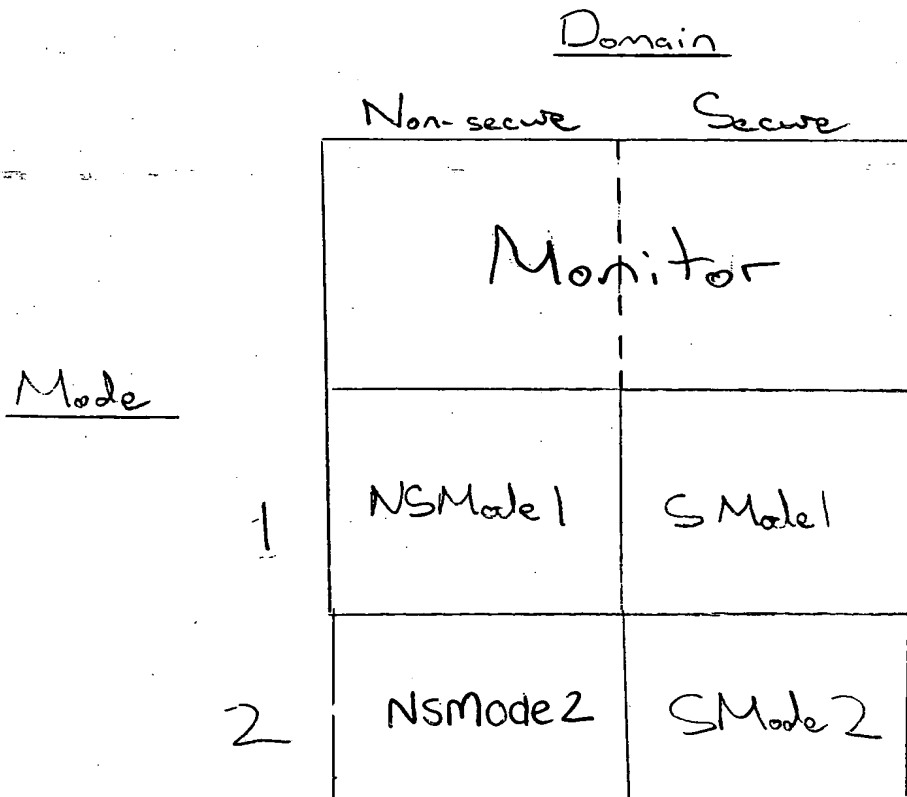 Domain
Non-secure Secure
Monitor
Mode
1 NSMode1 SMode1
2 NSMode2 SMode2